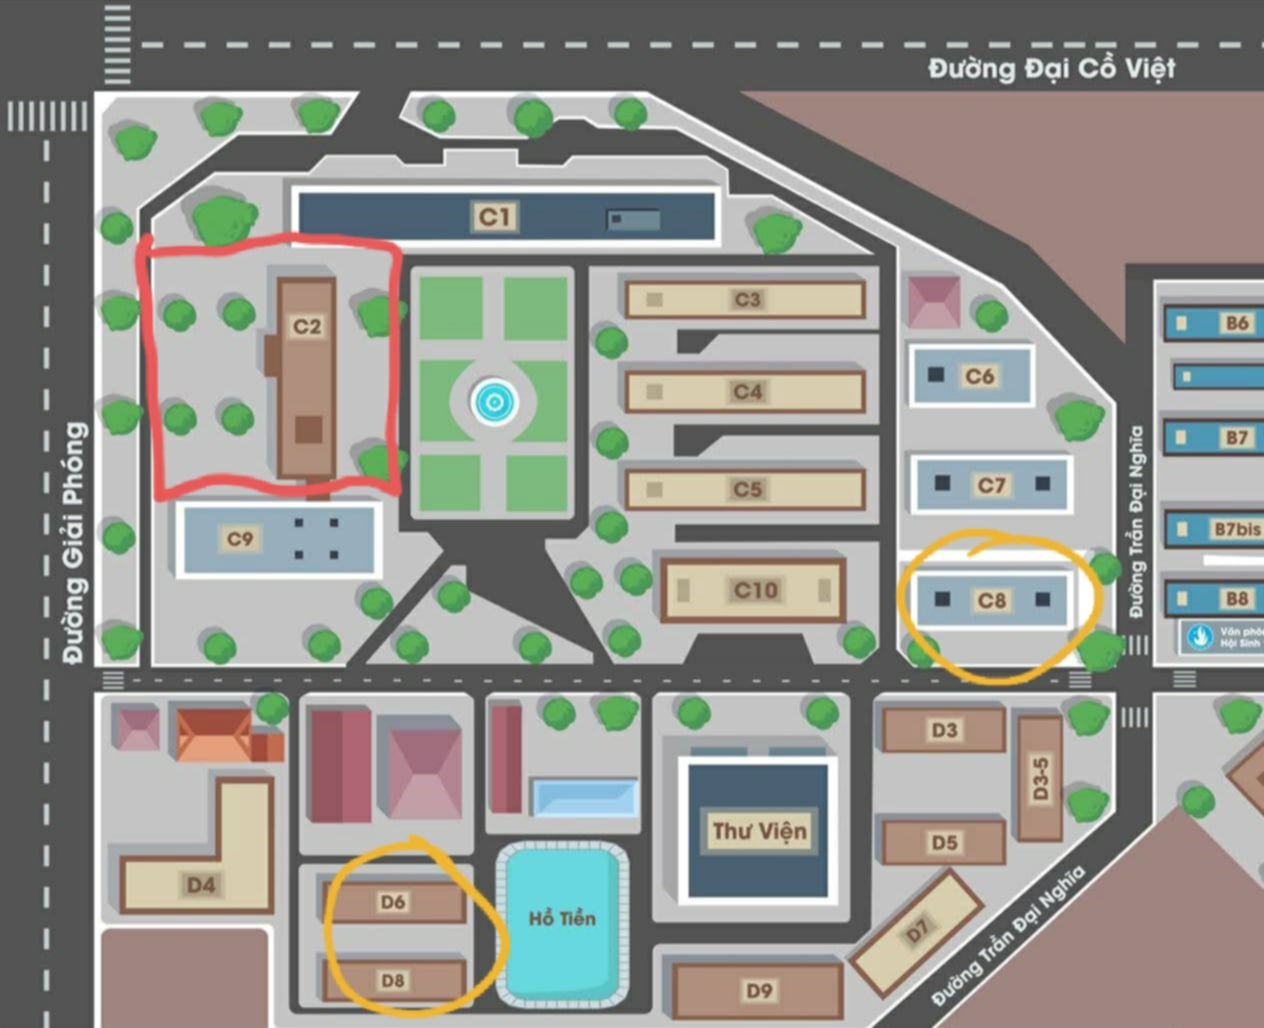 Đường Đại Cồ Việt
C1
C2
C3
B6
C6
C4
B7
Đường Giải Phóng
Đường Trần Đại Nghĩa
C5
C7
C9
B7bis
C10
C8
B8
Văn phò
Hội Sinh
D3
D3-5
Thư Viện
D5
D4
D6
Hồ Tiền
D7
Đường Trần Đại Nghĩa
D8
D9